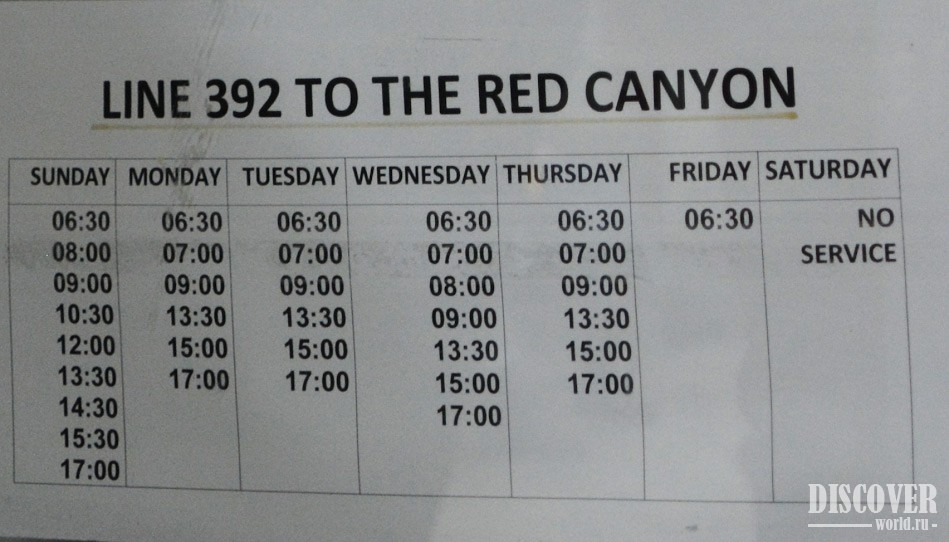 LINE 392 TO THE RED CANYON
SUNDAY MONDAY TUESDAY WEDNESDAY THURSDAY FRIDAY SATURDAY
06:30 06:30 06:30 06:30 06:30 06:30 NO
08:00 07:00 07:00 07:00 07:00 SERVICE
09:00 09:00 09:00 08:00 09:00
10:30 13:30 13:30 09:00 13:30
12:00 15:00 15:00 13:30 15:00
13:30 17:00 17:00 15:00 17:00
14:30 17:00
15:30
17:00
DISCOVER
world.ru